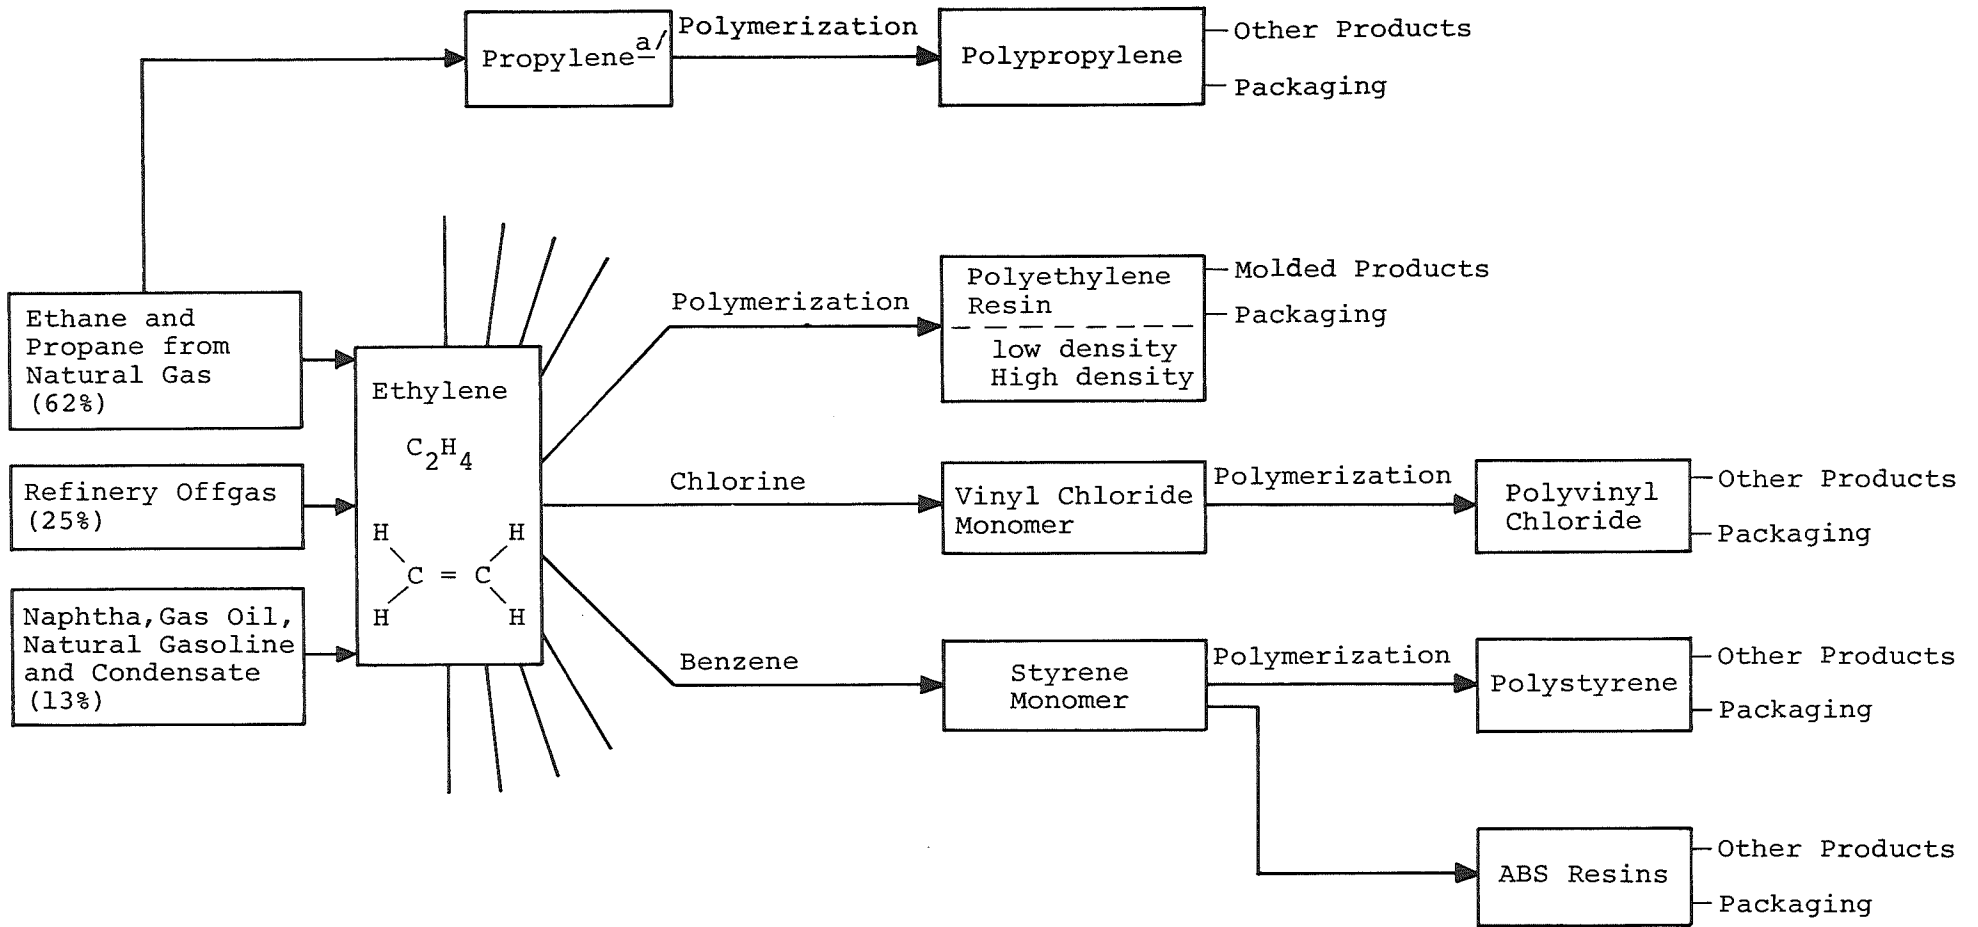 Propylene a/
Polymerization
Polypropylene
Other Products
Packaging
Ethane and
Propane from
Natural Gas
(62%)
Refinery Offgas
(25%)
Naphtha, Gas Oil,
Natural Gasoline
and Condensate
(13%)
Ethylene
C2H4
H H
C = C
H H
Polymerization
Polyethylene
Resin
low density
High density
Molded Products
Packaging
Chlorine
Vinyl Chloride
Monomer
Polymerization
Polyvinyl
Chloride
Other Products
Packaging
Benzene
Styrene
Monomer
Polymerization
Polystyrene
Other Products
Packaging
ABS Resins
Other Products
Packaging